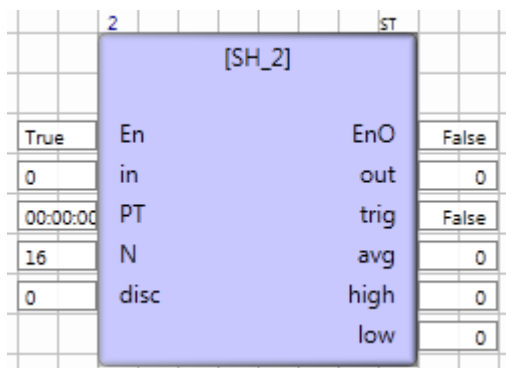 2 ST
[SH_2]
True En EnO False
0 in out 0
00:00:00 PT trig False
16 N avg 0
0 disc high 0
low 0